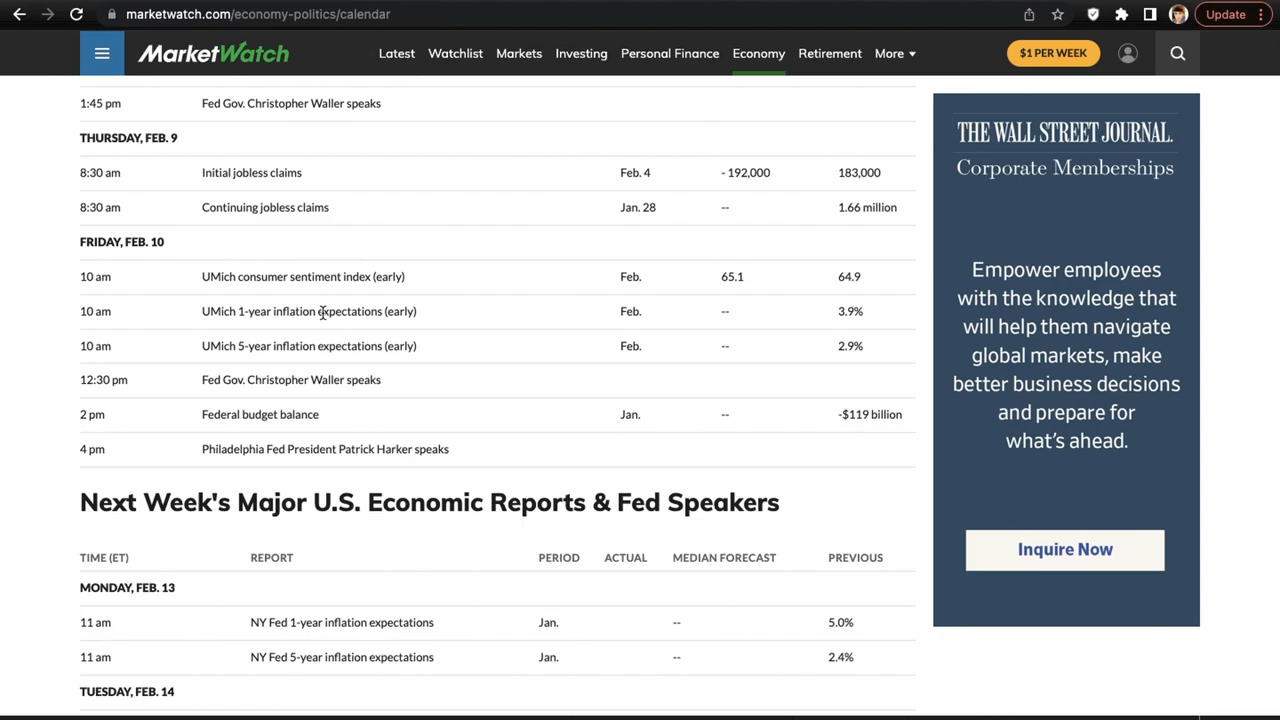 marketwatch.com/economy-politics/calendar
Update
MarketWatch
Latest Watchlist Markets Investing Personal Finance Economy Retirement More
$1 PER WEEK
1:45 pm Fed Gov. Christopher Waller speaks
THURSDAY, FEB. 9
8:30 am Initial jobless claims Feb. 4 - 192,000 183,000
8:30 am Continuing jobless claims Jan. 28 -- 1.66 million
FRIDAY, FEB. 10
10 am UMich consumer sentiment index (early) Feb. 65.1 64.9
10 am UMich 1-year inflation expectations (early) Feb. -- 3.9%
10 am UMich 5-year inflation expectations (early) Feb. -- 2.9%
12:30 pm Fed Gov. Christopher Waller speaks
2 pm Federal budget balance Jan. -- -$119 billion
4 pm Philadelphia Fed President Patrick Harker speaks
Next Week's Major U.S. Economic Reports & Fed Speakers
TIME (ET) REPORT PERIOD ACTUAL MEDIAN FORECAST PREVIOUS
MONDAY, FEB. 13
11 am NY Fed 1-year inflation expectations Jan. -- 5.0%
11 am NY Fed 5-year inflation expectations Jan. -- 2.4%
TUESDAY, FEB. 14
THE WALL STREET JOURNAL.
Corporate Memberships
Empower employees
with the knowledge that
will help them navigate
global markets, make
better business decisions
and prepare for
what's ahead.
Inquire Now